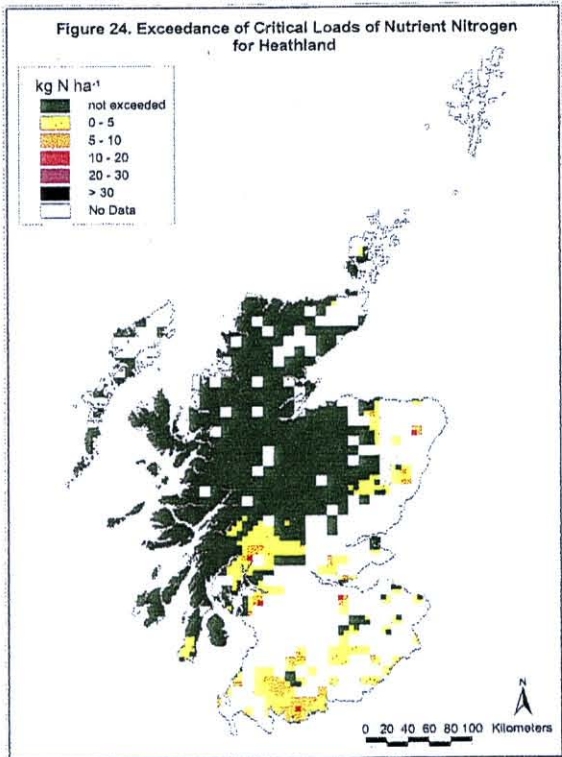 Figure 24. Exceedance of Critical Loads of Nutrient Nitrogen
for Heathland
kg N ha⁻¹
not exceeded
0 - 5
5 - 10
10 - 20
20 - 30
> 30
No Data
N
0 20 40 60 80 100 Kilometers